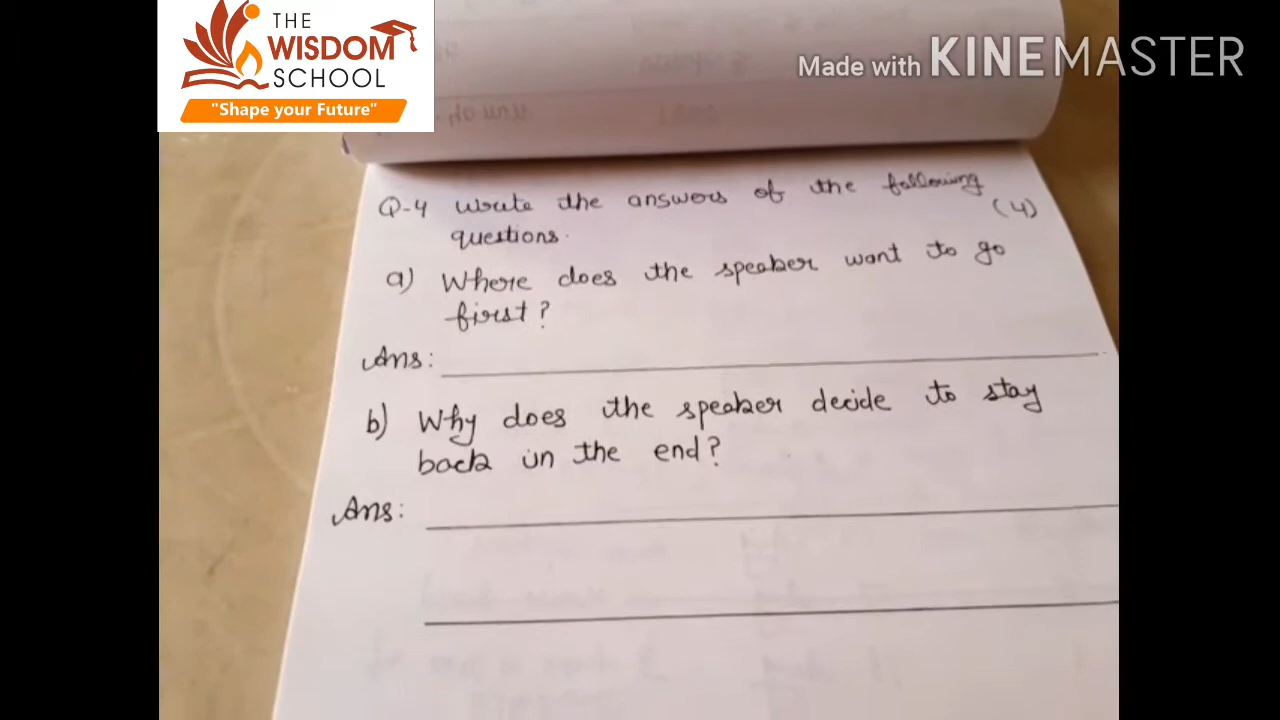 THE
WISDOM
SCHOOL
"Shape your Future"
Made with KINEMASTER
Q-4 Write the answers of the following
questions. (4)
a) Where does the speaker want to go
first?
Ans:
b) Why does the speaker decide to stay
back in the end?
Ans: